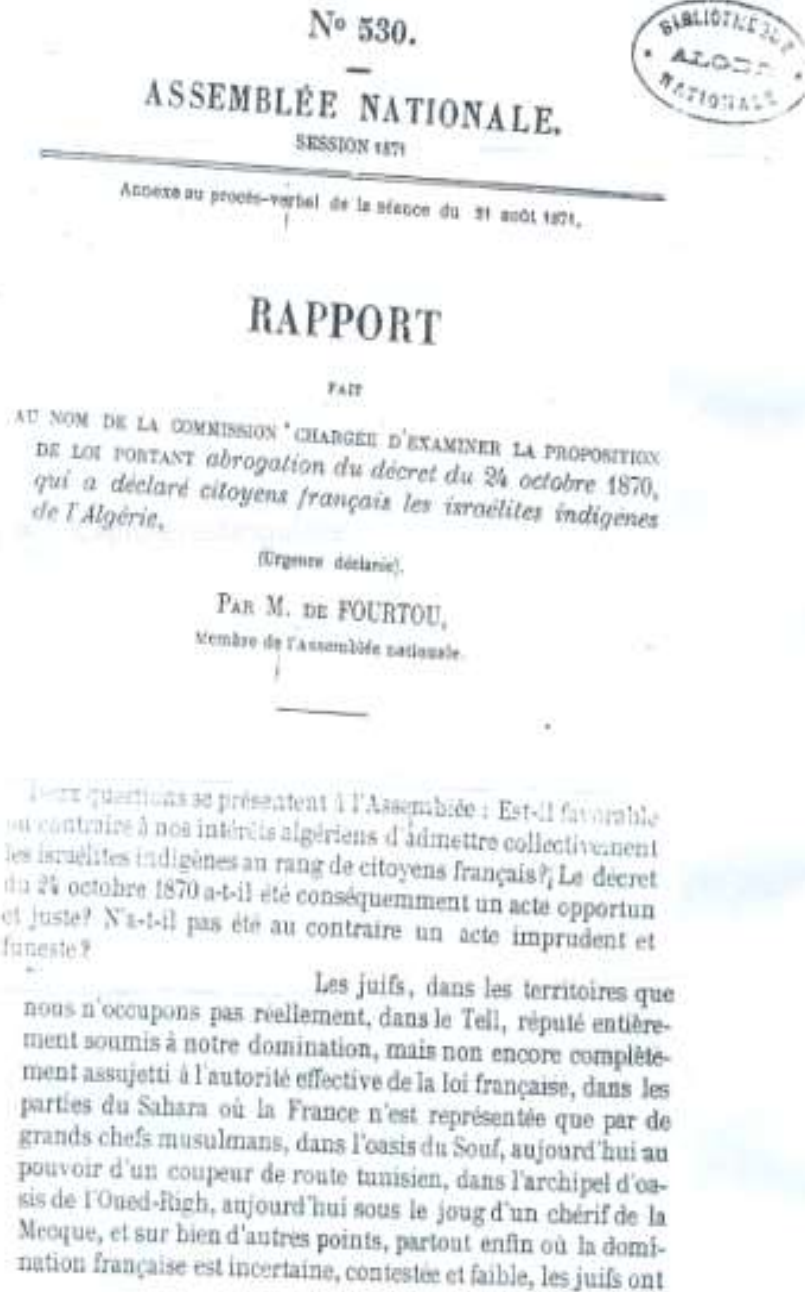 No 530.
BIBLIOTHEQUE
NATIONALE
ASSEMBLÉE NATIONALE.
SESSION 1871
Annexe au procès-verbal de la séance du 21 août 1871.
RAPPORT
FAIT
AU NOM DE LA COMMISSION CHARGÉE D'EXAMINER LA PROPOSITION
DE LOI PORTANT abrogation du décret du 24 octobre 1870,
qui a déclaré citoyens français les israélites indigènes
de l'Algérie,
(Urgence déclarée).
PAR M. DE FOURTOU,
Membre de l'Assemblée nationale.
Deux questions se présentent à l'Assemblée : Est-il favorable
ou contraire à nos intérêts algériens d'admettre collectivement
les israélites indigènes au rang de citoyens français? Le décret
du 24 octobre 1870 a-t-il été conséquemment un acte opportun
et juste? N'a-t-il pas été au contraire un acte imprudent et
funeste?
Les juifs, dans les territoires que
nous n'occupons pas réellement, dans le Tell, réputé entière-
ment soumis à notre domination, mais non encore complète-
ment assujetti à l'autorité effective de la loi française, dans les
parties du Sahara où la France n'est représentée que par de
grands chefs musulmans, dans l'oasis du Souf, aujourd'hui au
pouvoir d'un coupeur de route tunisien, dans l'archipel d'oa-
sis de l'Oued-Righ, aujourd'hui sous le joug d'un chérif de la
Mecque, et sur bien d'autres points, partout enfin où la domi-
nation française est incertaine, contestée et faible, les juifs ont